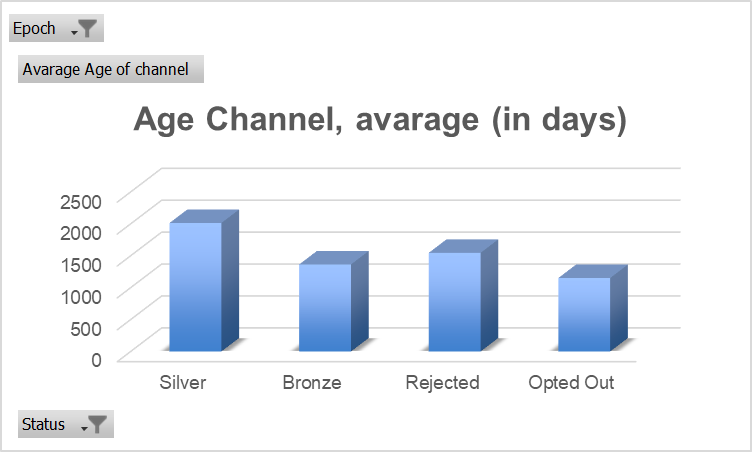 Epoch
Avarage Age of channel
Age Channel, avarage (in days)
2500
2000
1500
1000
500
0
Silver Bronze Rejected Opted Out
Status